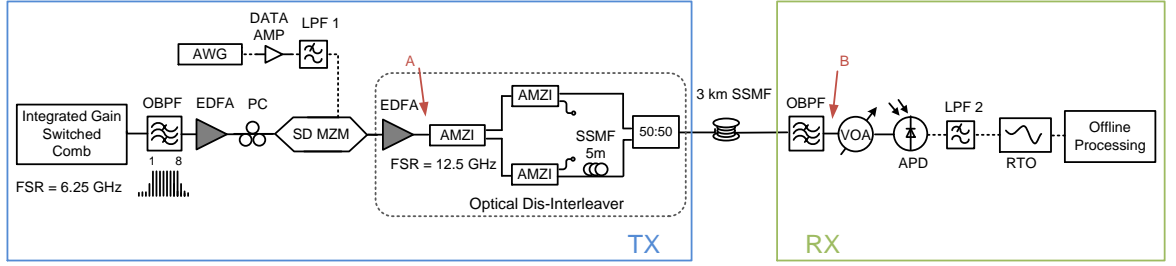 DATA
AMP
LPF 1
AWG
A
B
OBPF
EDFA
PC
EDFA
AMZI
3 km SSMF
OBPF
LPF 2
Integrated Gain
Switched
Comb
SD MZM
AMZI
SSMF
5m
50:50
VOA
APD
RTO
Offline
Processing
1 8
FSR = 6.25 GHz
FSR = 12.5 GHz
AMZI
Optical Dis-Interleaver
TX
RX